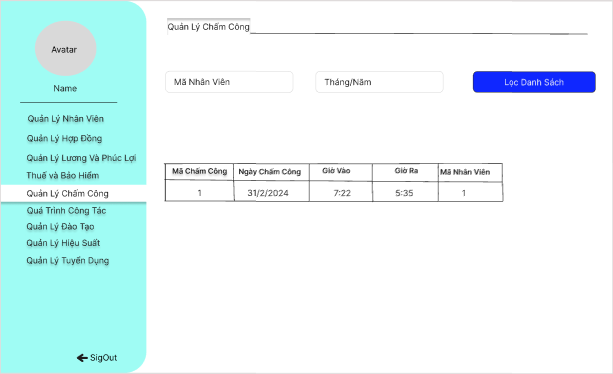 Avatar
Name
Quản Lý Nhân Viên
Quản Lý Hợp Đồng
Quản Lý Lương Và Phúc Lợi
Thuế và Bảo Hiểm
Quản Lý Chấm Công
Quá Trình Công Tác
Quản Lý Đào Tạo
Quản Lý Hiệu Suất
Quản Lý Tuyển Dụng
SigOut
Quản Lý Chấm Công
Mã Nhân Viên Tháng/Năm Lọc Danh Sách
Mã Chấm Công Ngày Chấm Công Giờ Vào Giờ Ra Mã Nhân Viên
1 31/2/2024 7:22 5:35 1